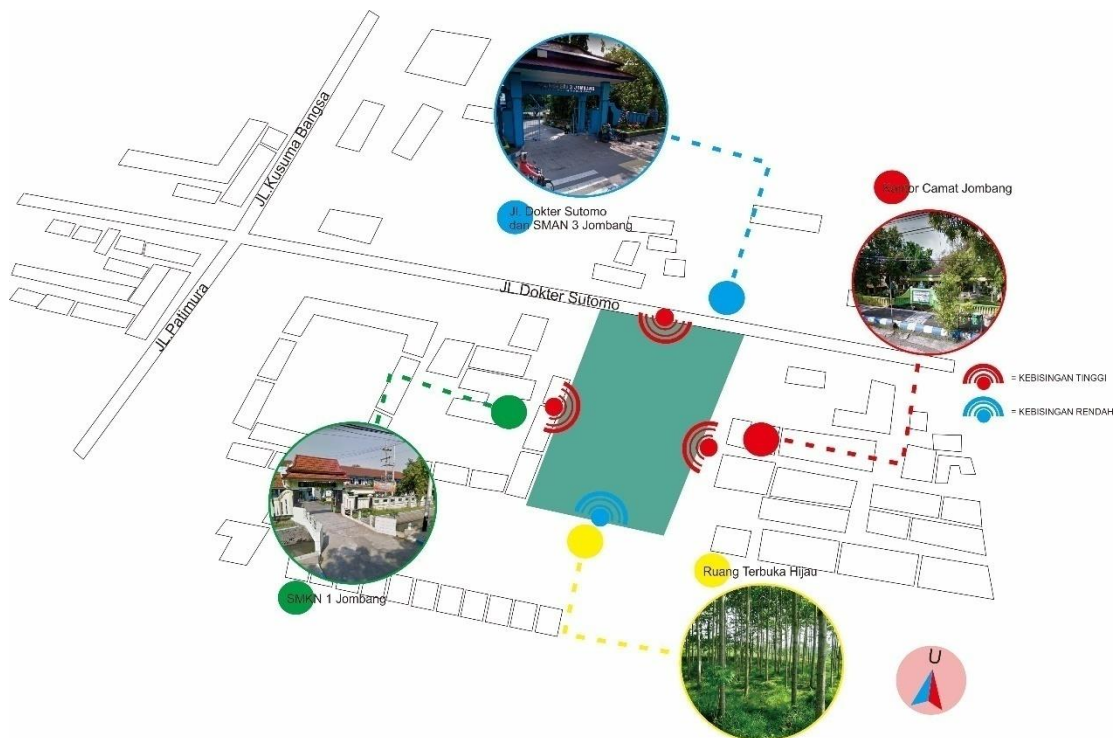 JL. Kusuma Bangsa
JL.Patimura
Jl. Dokter Sutomo
dan SMAN 3 Jombang
Jl. Dokter Sutomo
Kantor Camat Jombang
= KEBISINGAN TINGGI
= KEBISINGAN RENDAH
SMKN 1 Jombang
Ruang Terbuka Hijau
U